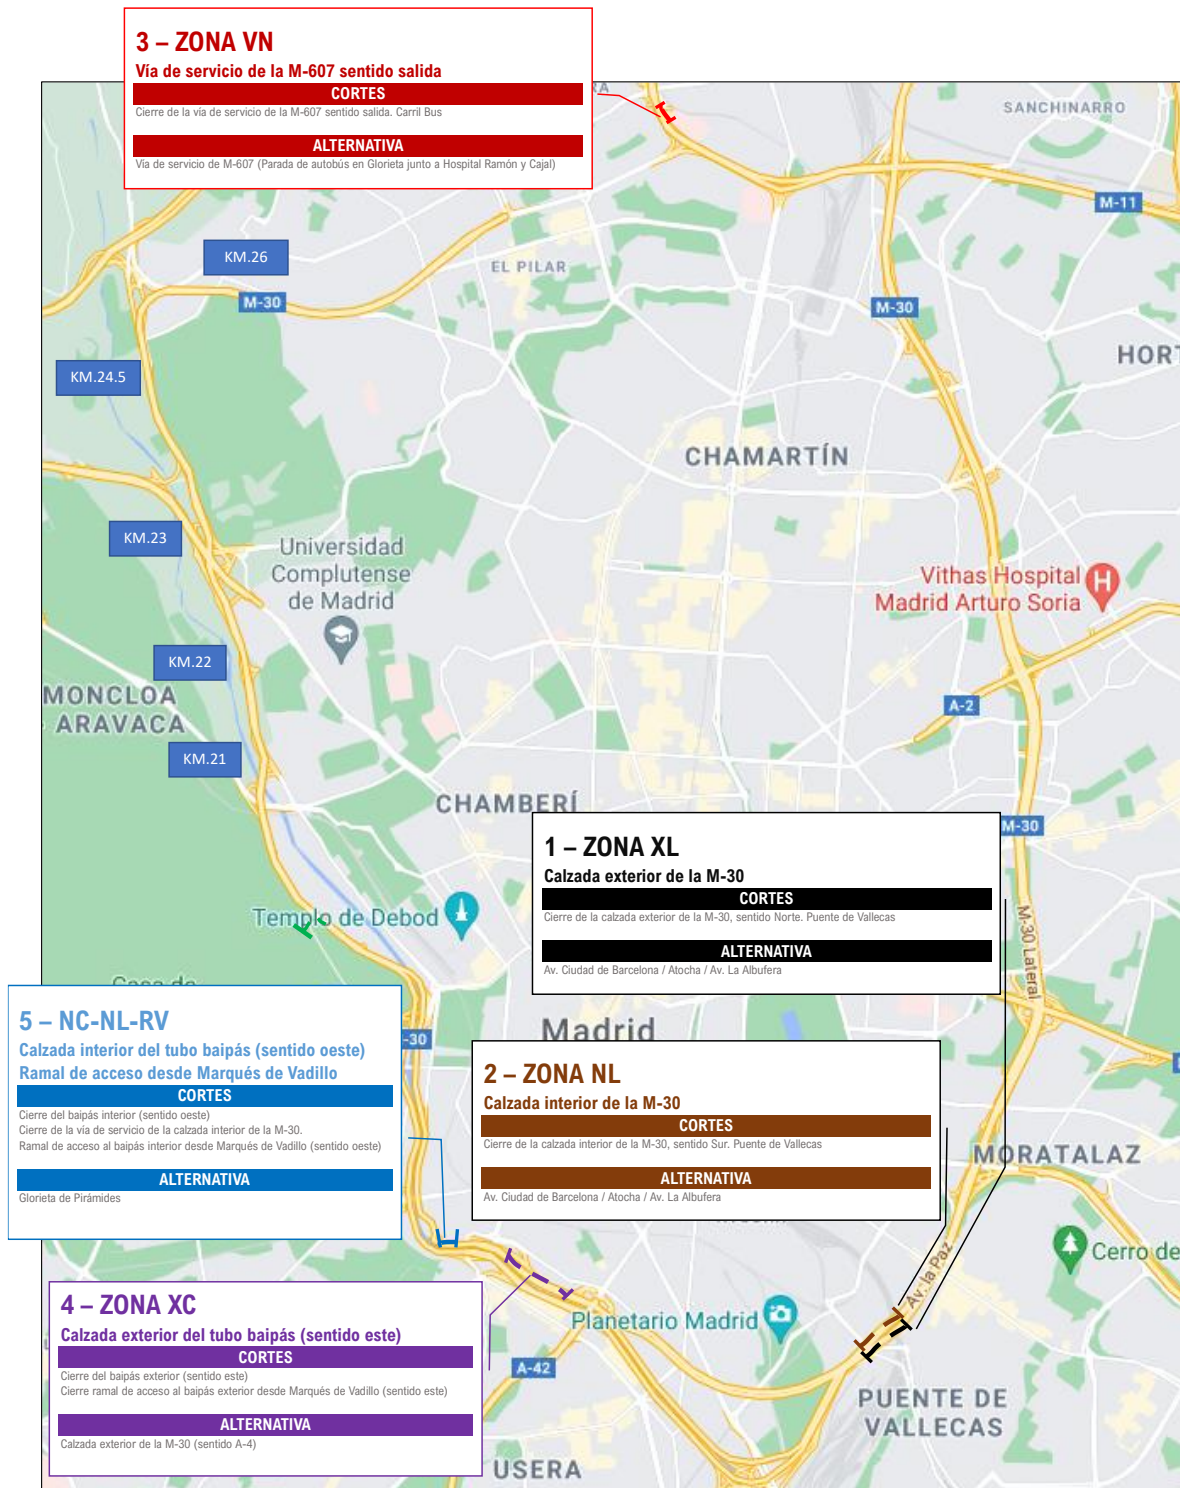 3 – ZONA VN
Vía de servicio de la M-607 sentido salida
CORTES
Cierre de la vía de servicio de la M-607 sentido salida. Carril Bus
ALTERNATIVA
Vía de servicio de M-607 (Parada de autobús en Glorieta junto a Hospital Ramón y Cajal)
SANCHINARRO
M-11
KM.26
EL PILAR
M-30
M-30
HORT
KM.24.5
CHAMARTÍN
KM.23
Universidad
Complutense
de Madrid
Vithas Hospital
Madrid Arturo Soria
H
KM.22
MONCLOA
ARAVACA
A-2
KM.21
CHAMBERÍ
M-30
1 – ZONA XL
Calzada exterior de la M-30
CORTES
Cierre de la calzada exterior de la M-30, sentido Norte. Puente de Vallecas
ALTERNATIVA
Av. Ciudad de Barcelona / Atocha / Av. La Albufera
Templo de Debod
M-30 Lateral
Casa de
5 – NC-NL-RV
Calzada interior del tubo baipás (sentido oeste)
Ramal de acceso desde Marqués de Vadillo
CORTES
Cierre del baipás interior (sentido oeste)
Cierre de la vía de servicio de la calzada interior de la M-30.
Ramal de acceso al baipás interior desde Marqués de Vadillo (sentido oeste)
ALTERNATIVA
Glorieta de Pirámides
-30
Madrid
2 – ZONA NL
Calzada interior de la M-30
CORTES
Cierre de la calzada interior de la M-30, sentido Sur. Puente de Vallecas
ALTERNATIVA
Av. Ciudad de Barcelona / Atocha / Av. La Albufera
MORATALAZ
Av. la Paz
Cerro de
4 – ZONA XC
Calzada exterior del tubo baipás (sentido este)
CORTES
Cierre del baipás exterior (sentido este)
Cierre ramal de acceso al baipás exterior desde Marqués de Vadillo (sentido este)
ALTERNATIVA
Calzada exterior de la M-30 (sentido A-4)
Planetario Madrid
A-42
PUENTE DE
VALLECAS
USERA